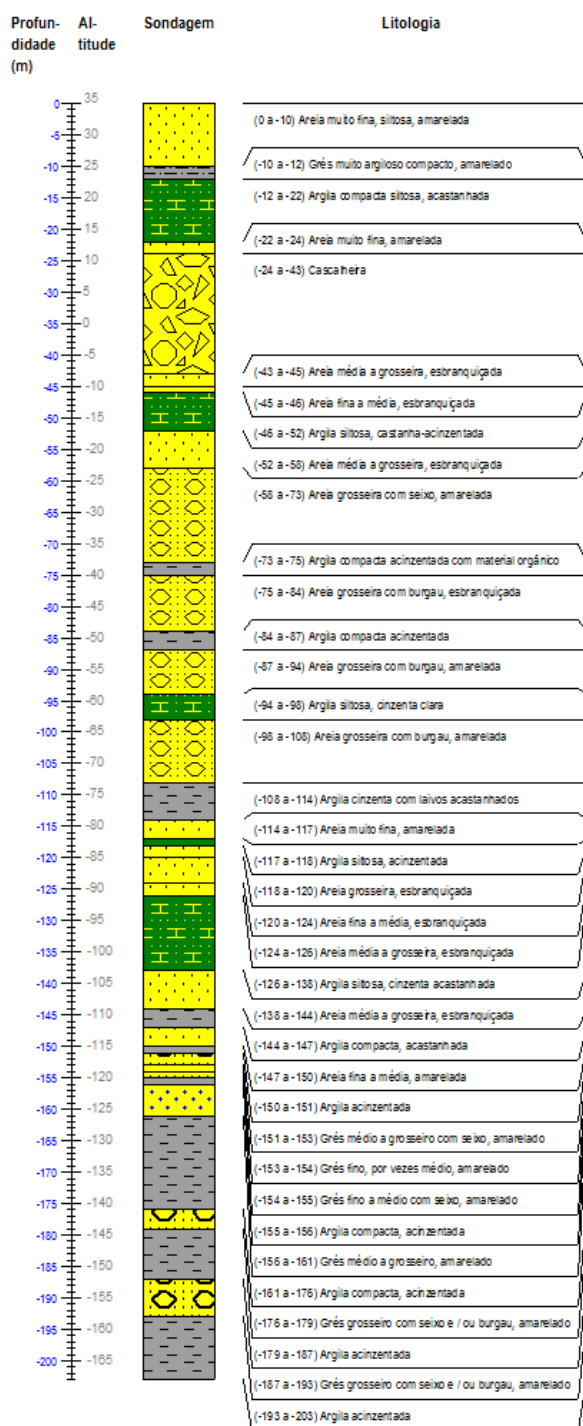 Profun-
didade
(m)
Al-
titude
Sondagem
Litologia
0
-5
-10
-15
-20
-25
-30
-35
-40
-45
-50
-55
-60
-65
-70
-75
-80
-85
-90
-95
-100
-105
-110
-115
-120
-125
-130
-135
-140
-145
-150
-155
-160
-165
-170
-175
-180
-185
-190
-195
-200
35
30
25
20
15
10
5
0
-5
-10
-15
-20
-25
-30
-35
-40
-45
-50
-55
-60
-65
-70
-75
-80
-85
-90
-95
-100
-105
-110
-115
-120
-125
-130
-135
-140
-145
-150
-155
-160
-165
(0 a -10) Areia muito fina, siltosa, amarelada
(-10 a -12) Grés muito argiloso compacto, amarelado
(-12 a -22) Argila compacta siltosa, acastanhada
(-22 a -24) Areia muito fina, amarelada
(-24 a -43) Cascalheira
(-43 a -45) Areia média a grosseira, esbranquiçada
(-45 a -46) Areia fina a média, esbranquiçada
(-46 a -52) Argila siltosa, castanha-acinzentada
(-52 a -58) Areia média a grosseira, esbranquiçada
(-58 a -73) Areia grosseira com seixo, amarelada
(-73 a -75) Argila compacta acinzentada com material orgânico
(-75 a -84) Areia grosseira com burgau, esbranquiçada
(-84 a -87) Argila compacta acinzentada
(-87 a -94) Areia grosseira com burgau, amarelada
(-94 a -98) Argila siltosa, cinzenta clara
(-98 a -108) Areia grosseira com burgau, amarelada
(-108 a -114) Argila cinzenta com laivos acastanhados
(-114 a -117) Areia muito fina, amarelada
(-117 a -118) Argila siltosa, acinzentada
(-118 a -120) Areia grosseira, esbranquiçada
(-120 a -124) Areia fina a média, esbranquiçada
(-124 a -126) Areia média a grosseira, esbranquiçada
(-126 a -138) Argila siltosa, cinzenta acastanhada
(-138 a -144) Areia média a grosseira, esbranquiçada
(-144 a -147) Argila compacta, acastanhada
(-147 a -150) Areia fina a média, amarelada
(-150 a -151) Argila acinzentada
(-151 a -153) Grés médio a grosseiro com seixo, amarelado
(-153 a -154) Grés fino, por vezes médio, amarelado
(-154 a -155) Grés fino a médio com seixo, amarelado
(-155 a -156) Argila compacta, acinzentada
(-156 a -161) Grés médio a grosseiro, amarelado
(-161 a -176) Argila compacta, acinzentada
(-176 a -179) Grés grosseiro com seixo e / ou burgau, amarelado
(-179 a -187) Argila acinzentada
(-187 a -193) Grés grosseiro com seixo e / ou burgau, amarelado
(-193 a -203) Argila acinzentada